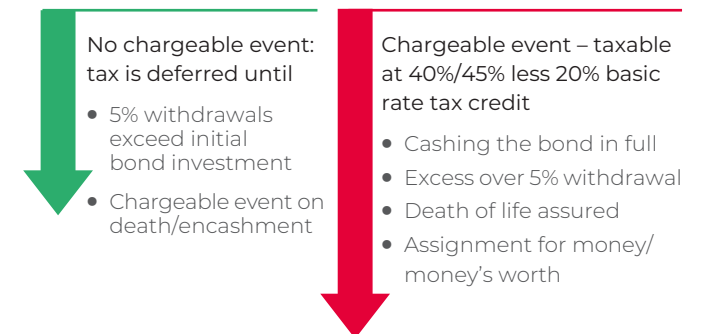 No chargeable event:
tax is deferred until
• 5% withdrawals
exceed initial
bond investment
• Chargeable event on
death/encashment
Chargeable event – taxable
at 40%/45% less 20% basic
rate tax credit
• Cashing the bond in full
• Excess over 5% withdrawal
• Death of life assured
• Assignment for money/
money’s worth